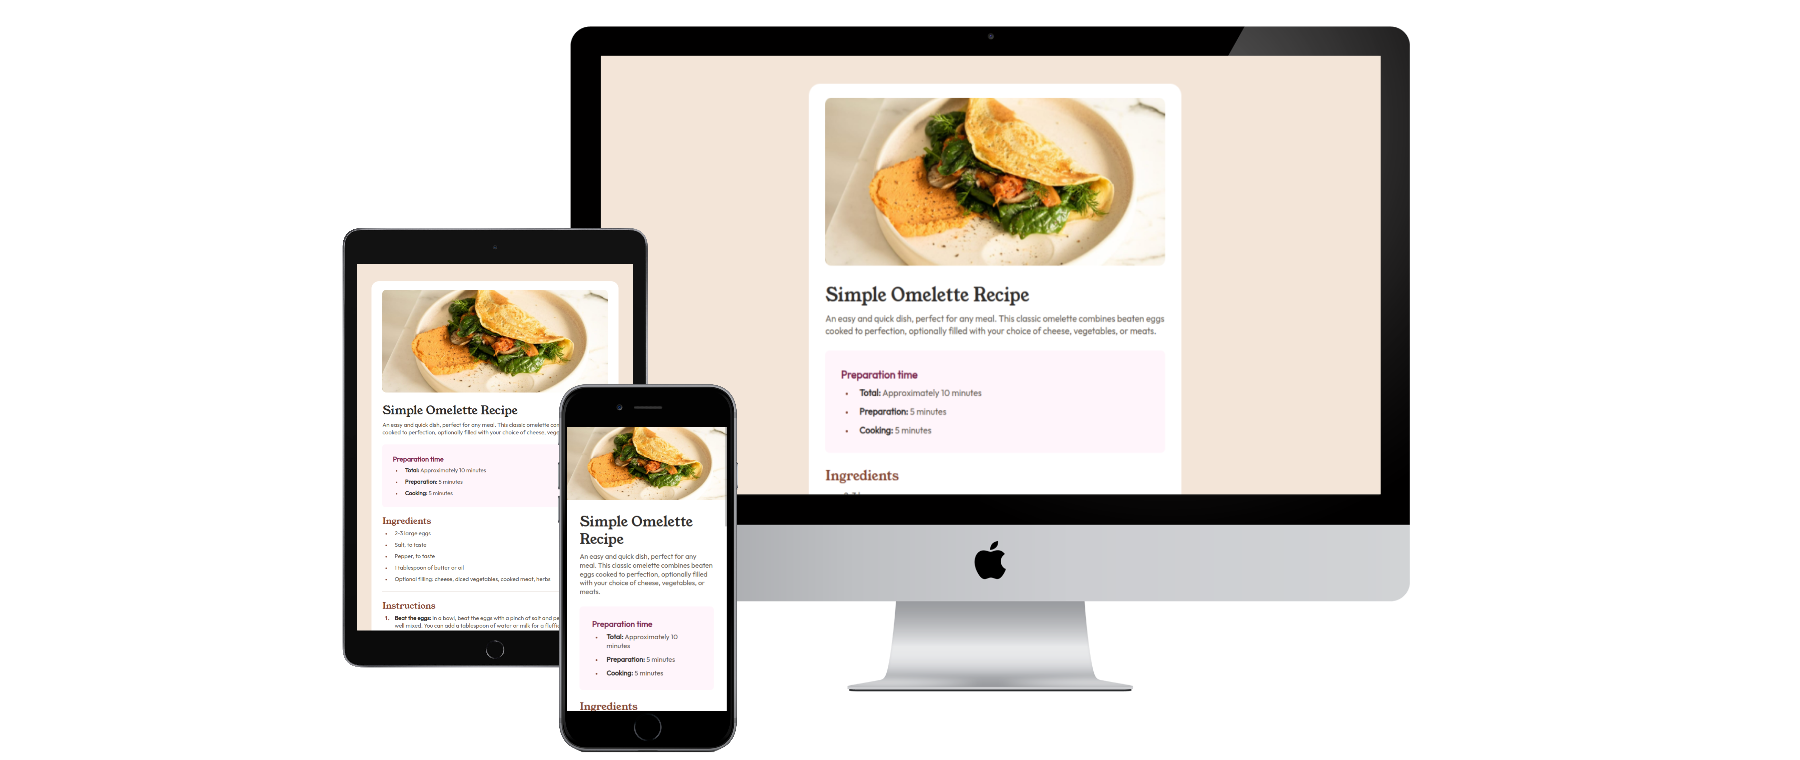 Simple Omelette Recipe
An easy and quick dish, perfect for any meal. This classic omelette combines beaten eggs
cooked to perfection, optionally filled with your choice of cheese, vegetables, or meats.
Preparation time
• Total: Approximately 10 minutes
• Preparation: 5 minutes
• Cooking: 5 minutes
Ingredients
Simple Omelette Recipe
An easy and quick dish, perfect for any meal. This classic omelette
cooked to perfection, optionally filled with your choice of cheese,
Preparation time
• Total: Approximately 10 minutes
• Preparation: 5 minutes
• Cooking: 5 minutes
Ingredients
• 2-3 large eggs
• Salt, to taste
• Pepper, to taste
• 1 tablespoon of butter or oil
• Optional filling: cheese, diced vegetables, cooked meat, herbs
Instructions
1. Beat the eggs: In a bowl, beat the eggs with a pinch of salt and
well mixed. You can add a tablespoon of water or milk for a
Simple Omelette
Recipe
An easy and quick dish, perfect for any
meal. This classic omelette combines beaten
eggs cooked to perfection, optionally filled
with your choice of cheese, vegetables, or
meats.
Preparation time
• Total: Approximately 10
minutes
• Preparation: 5 minutes
• Cooking: 5 minutes
Ingredients